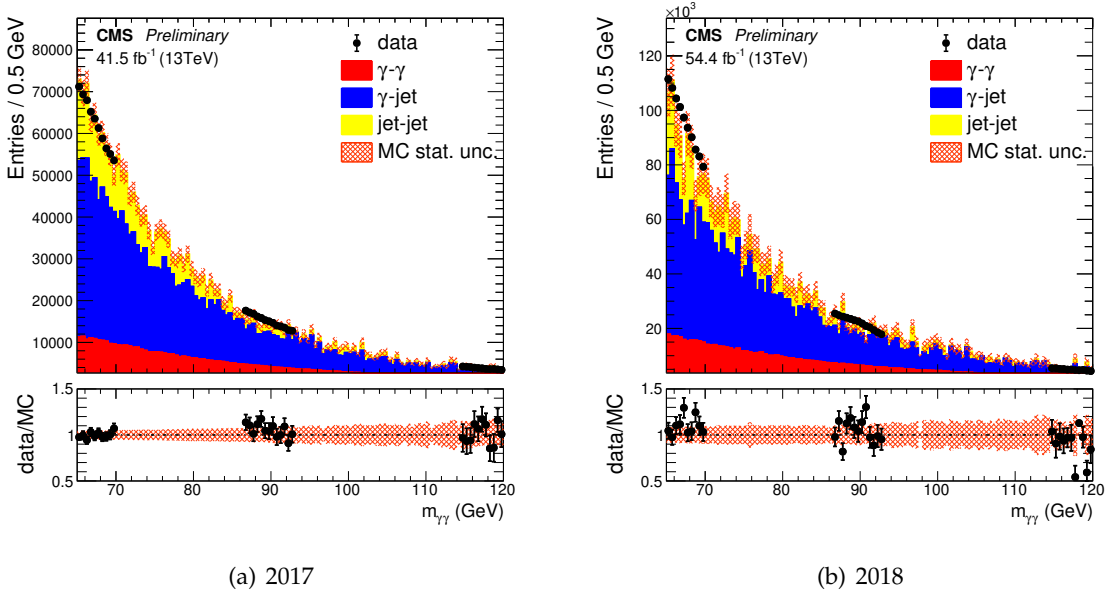 CMS Preliminary
41.5 fb⁻¹ (13TeV)
data
γ-γ
γ-jet
jet-jet
MC stat. unc.
Entries / 0.5 GeV
80000
70000
60000
50000
40000
30000
20000
10000
data/MC
1.5
1
0.5
70 80 90 100 110 120
m_γγ (GeV)
(a) 2017
×10³
CMS Preliminary
54.4 fb⁻¹ (13TeV)
data
γ-γ
γ-jet
jet-jet
MC stat. unc.
Entries / 0.5 GeV
120
100
80
60
40
20
data/MC
1.5
1
0.5
70 80 90 100 110 120
m_γγ (GeV)
(b) 2018